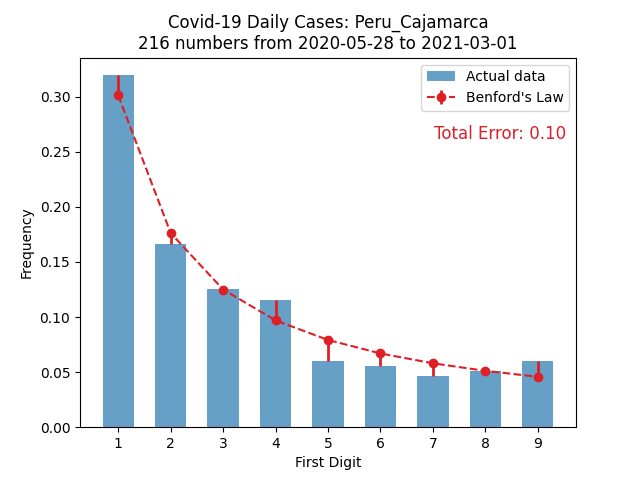 Covid-19 Daily Cases: Peru_Cajamarca
216 numbers from 2020-05-28 to 2021-03-01
Actual data
Benford's Law
Total Error: 0.10
Frequency
0.30
0.25
0.20
0.15
0.10
0.05
0.00
1 2 3 4 5 6 7 8 9
First Digit